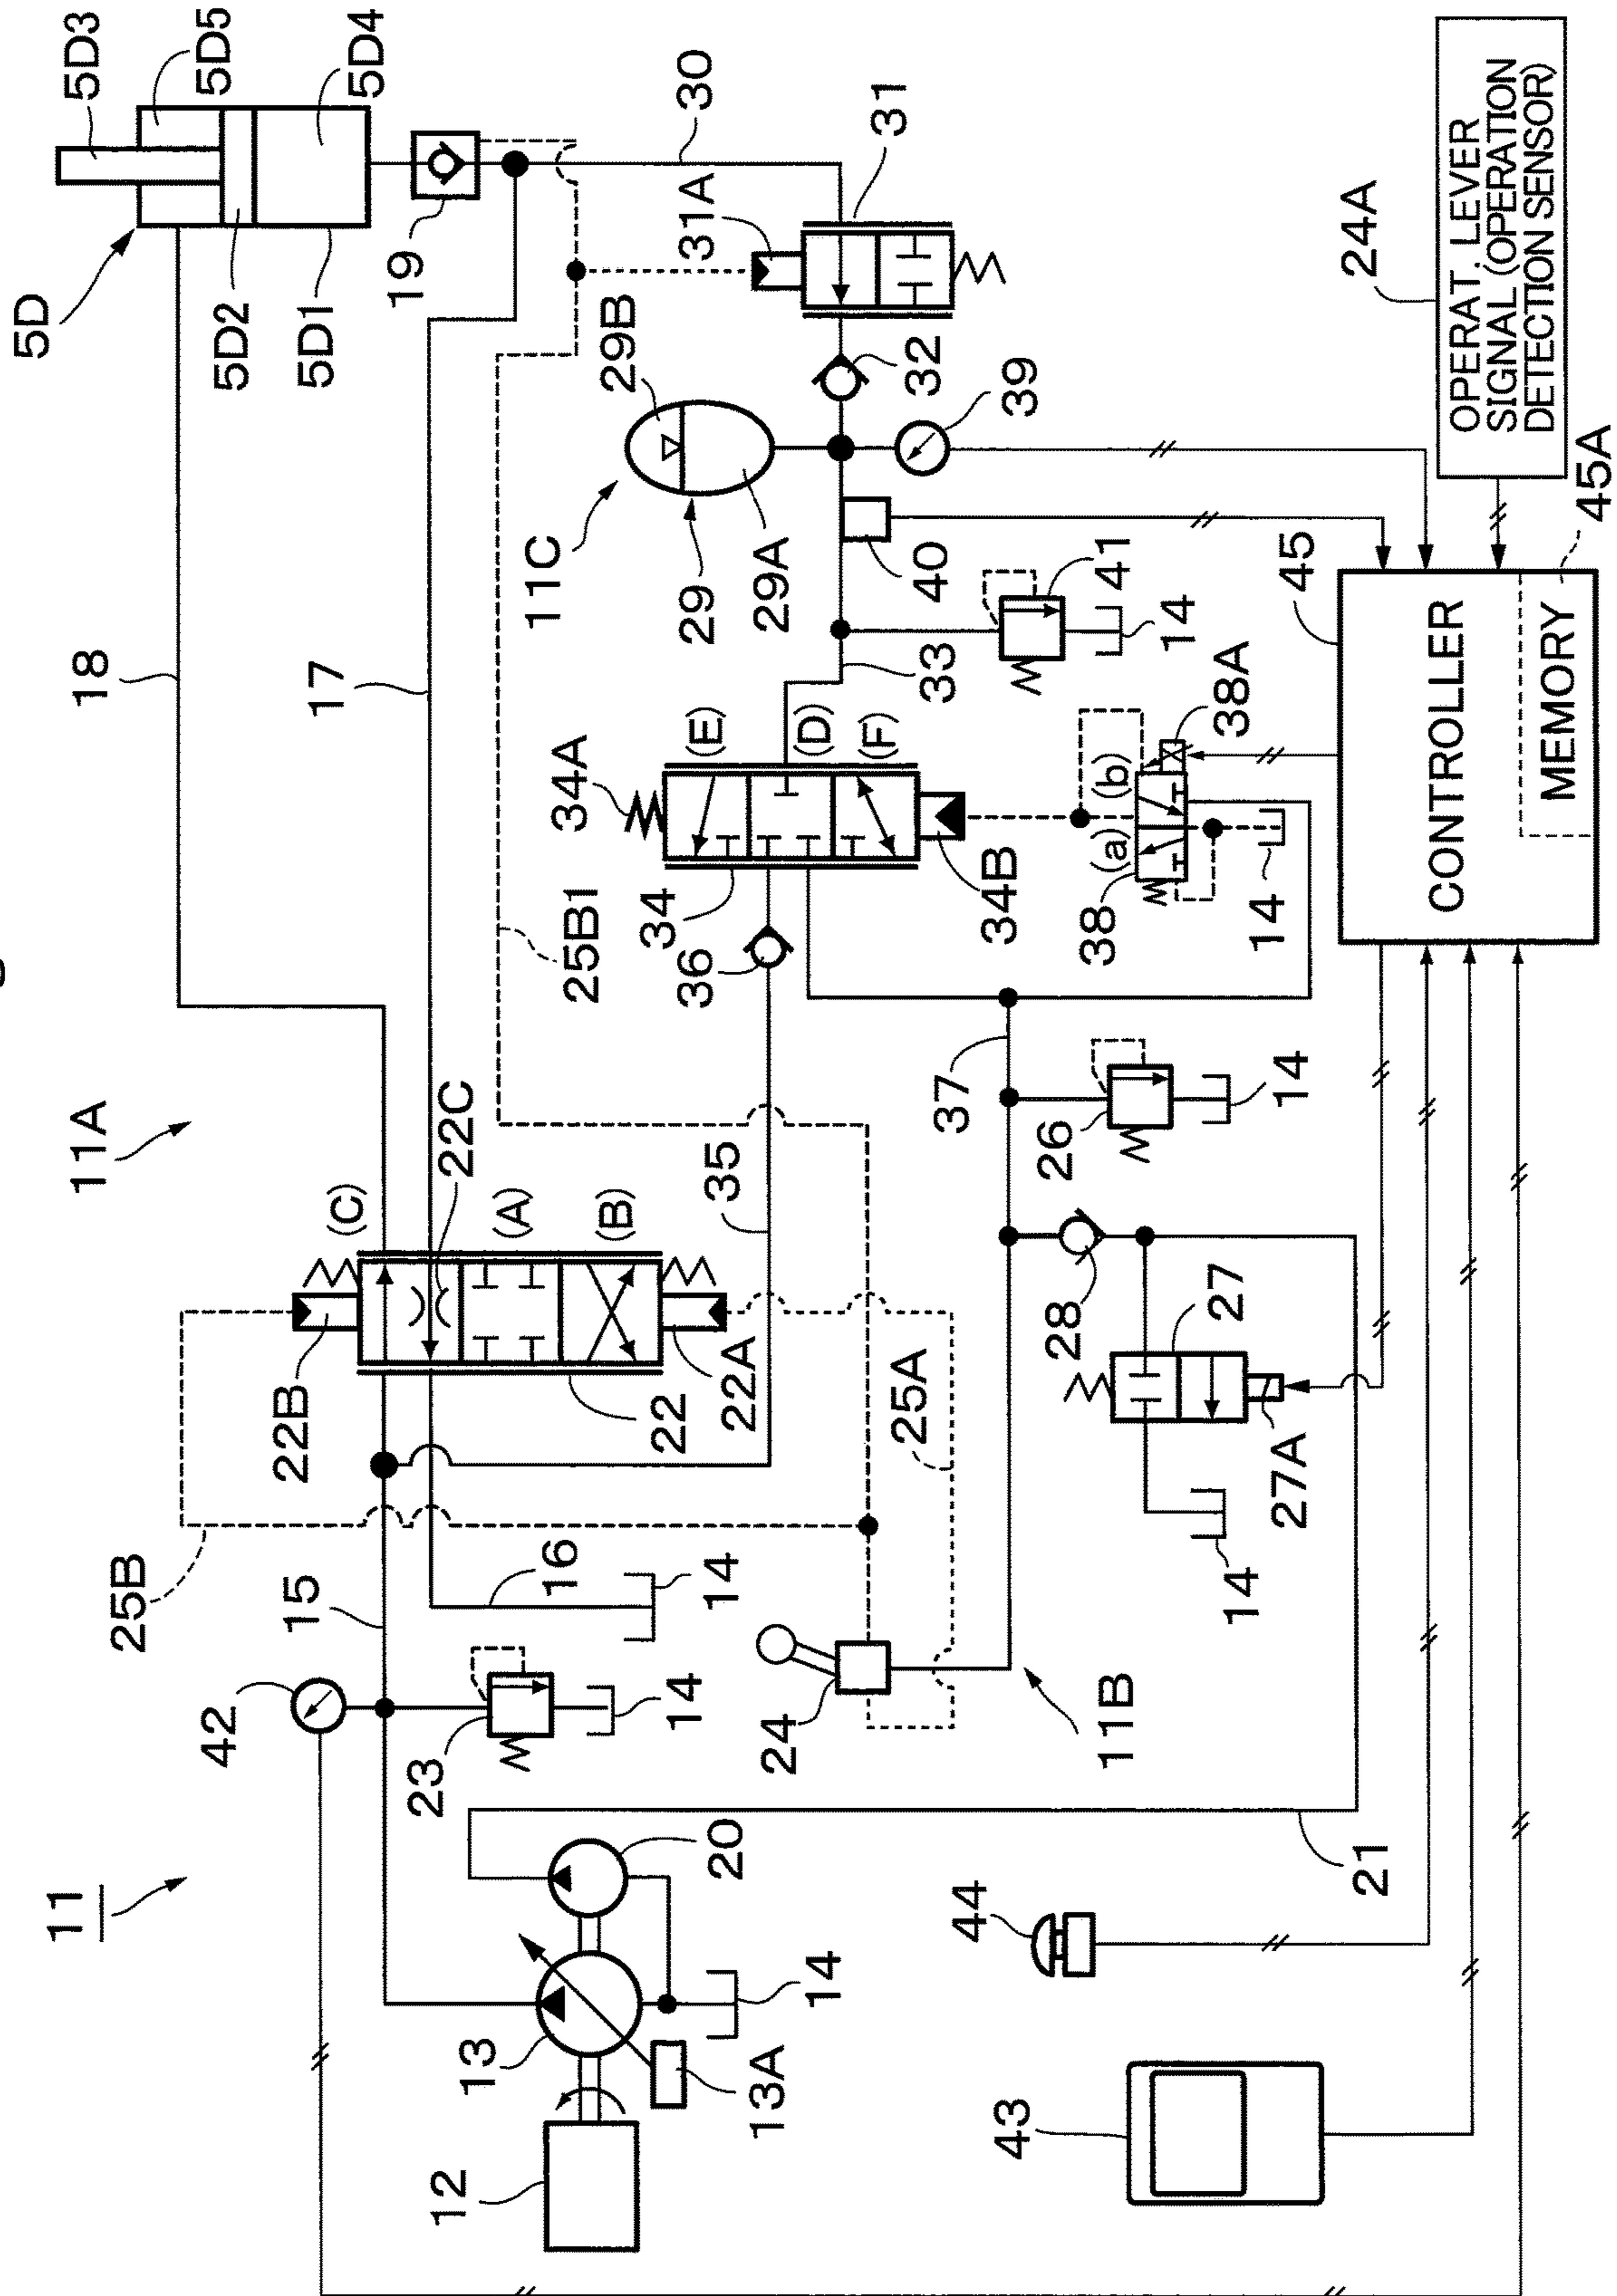 11
11A
5D
5D3
5D5
5D4
5D2
5D1
18
17
19
30
31A
31
29B
11C
29
29A
32
39
40
41
14
33
(E)
(D)
(F)
34A
34
34B
36
25B1
38
(a)
(b)
38A
14
24A
OPERAT. LEVER
SIGNAL (OPERATION
DETECTION SENSOR)
45
45A
CONTROLLER
MEMORY
22C
(C)
(A)
(B)
22B
22
22A
35
37
26
14
28
27
27A
14
25A
25B
15
16
14
42
23
14
24
11B
20
21
13
13A
14
12
44
43